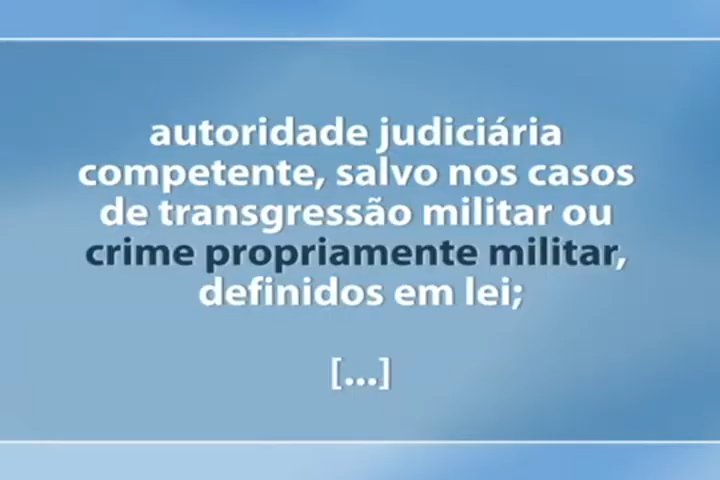 autoridade judiciária
competente, salvo nos casos
de transgressão militar ou
crime propriamente militar,
definidos em lei;
[...]